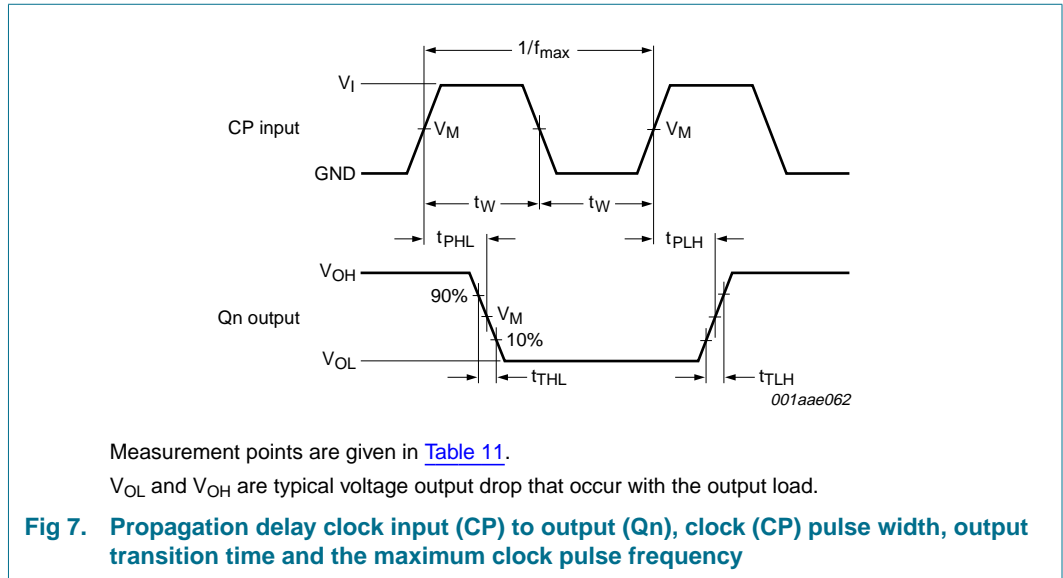 1/fmax
VI
CP input
VM
VM
GND
tW
tW
tPHL
tPLH
VOH
90%
Qn output
VM
10%
VOL
tTHL
tTLH
001aae062
Measurement points are given in Table 11.
VOL and VOH are typical voltage output drop that occur with the output load.
Fig 7. Propagation delay clock input (CP) to output (Qn), clock (CP) pulse width, output
transition time and the maximum clock pulse frequency